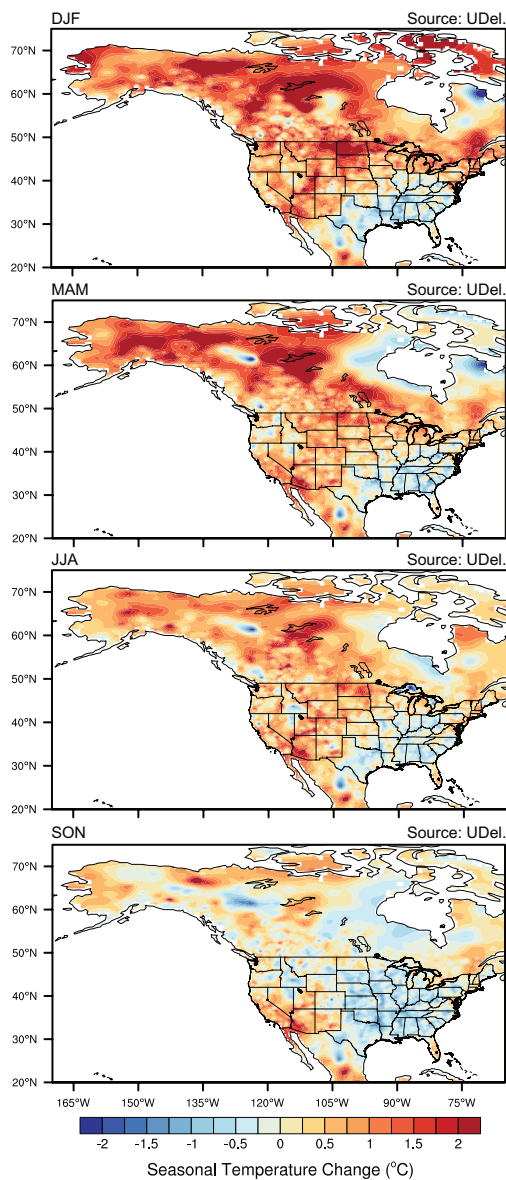 DJF Source: UDel.
70°N
60°N
50°N
40°N
30°N
20°N
MAM Source: UDel.
70°N
60°N
50°N
40°N
30°N
20°N
JJA Source: UDel.
70°N
60°N
50°N
40°N
30°N
20°N
SON Source: UDel.
70°N
60°N
50°N
40°N
30°N
20°N
165°W 150°W 135°W 120°W 105°W 90°W 75°W
-2 -1.5 -1 -0.5 0 0.5 1 1.5 2
Seasonal Temperature Change (°C)